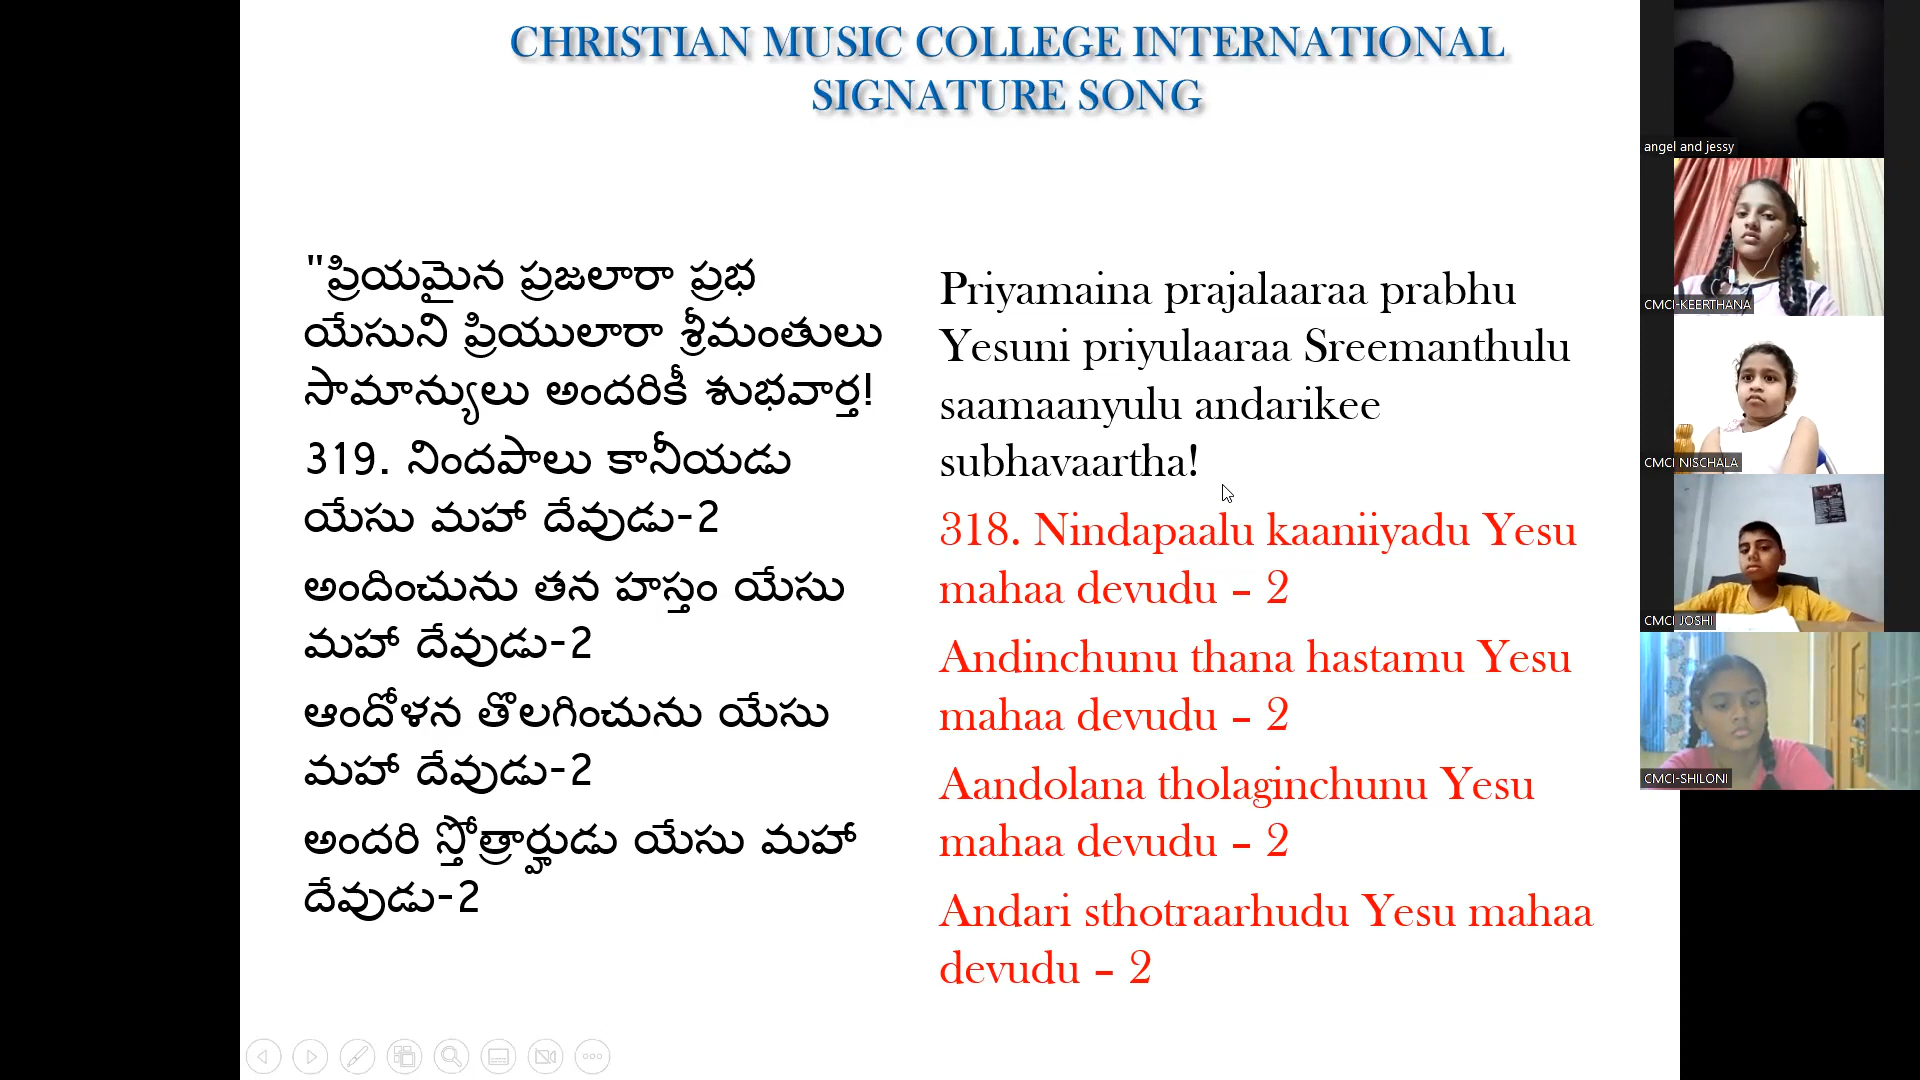 CHRISTIAN MUSIC COLLEGE INTERNATIONAL
SIGNATURE SONG
"ప్రియమైన ప్రజలారా ప్రభ
యేసుని ప్రియులారా శ్రీమంతులు
సామాన్యులు అందరికీ శుభవార్త!
319. నిందపాలు కానీయడు
యేసు మహా దేవుడు-2
అందించును తన హస్తం యేసు
మహా దేవుడు-2
ఆందోళన తొలగించును యేసు
మహా దేవుడు-2
అందరి స్తోత్రార్హుడు యేసు మహా
దేవుడు-2
Priyamaina prajalaaraa prabhu
Yesuni priyulaaraa Sreemanthulu
saamaanyulu andarikee
subhavaartha!
318. Nindapaalu kaaniiyadu Yesu
mahaa devudu – 2
Andinchunu thana hastamu Yesu
mahaa devudu – 2
Aandolana tholaginchunu Yesu
mahaa devudu – 2
Andari sthotraarhudu Yesu mahaa
devudu – 2
angel and jessy
CMCI-KEERTHANA
CMCI NISCHALA
CMCI JOSHI
CMCI-SHILONI